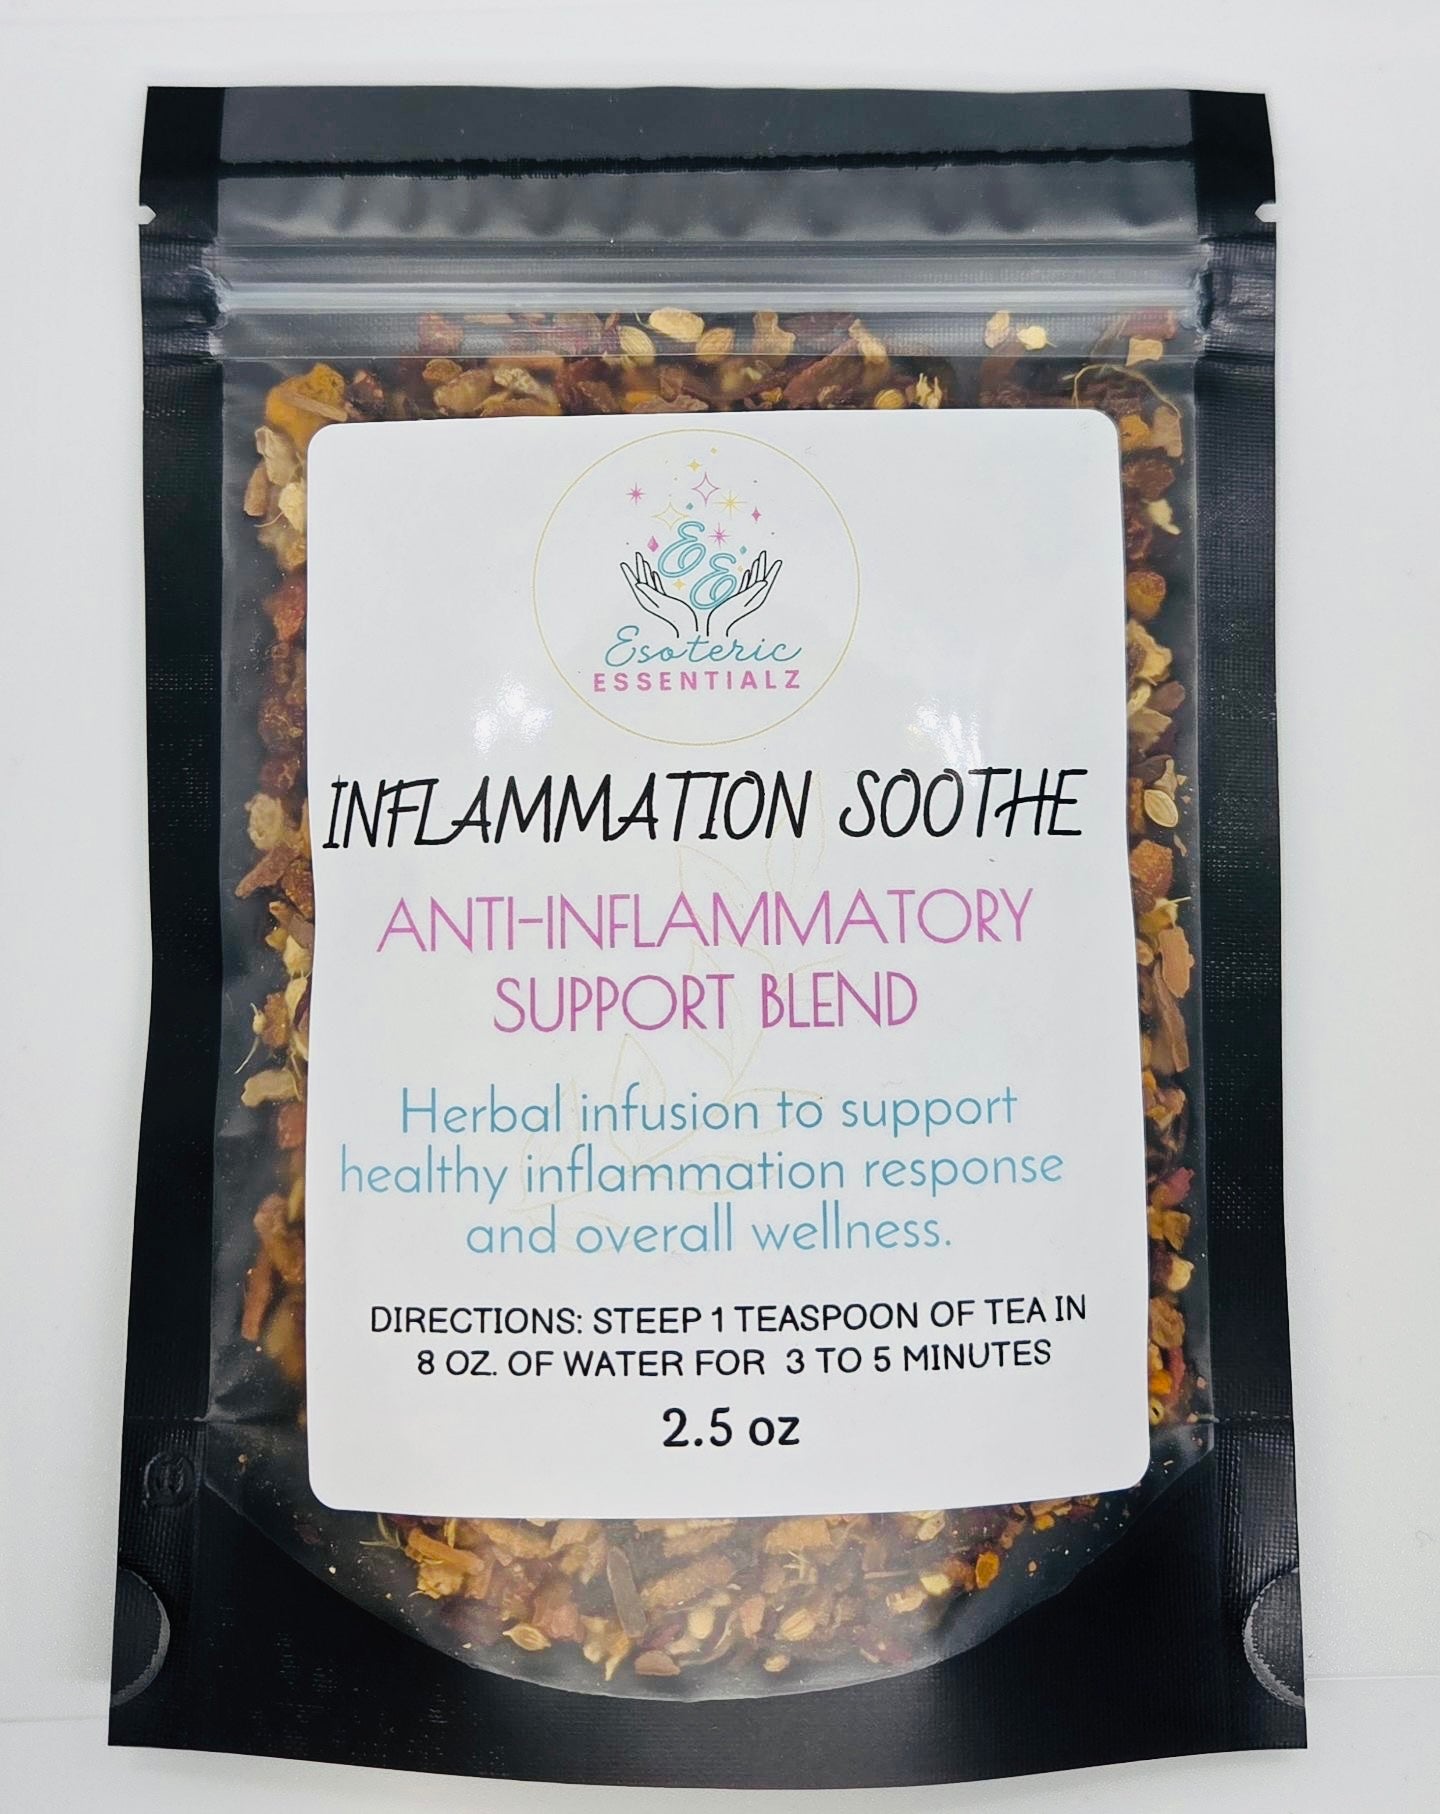 EE
Esoteric
ESSENTIALZ
INFLAMMATION SOOTHE
ANTI-INFLAMMATORY
SUPPORT BLEND
Herbal infusion to support
healthy inflammation response
and overall wellness.
DIRECTIONS: STEEP 1 TEASPOON OF TEA IN
8 OZ. OF WATER FOR 3 TO 5 MINUTES
2.5 oz